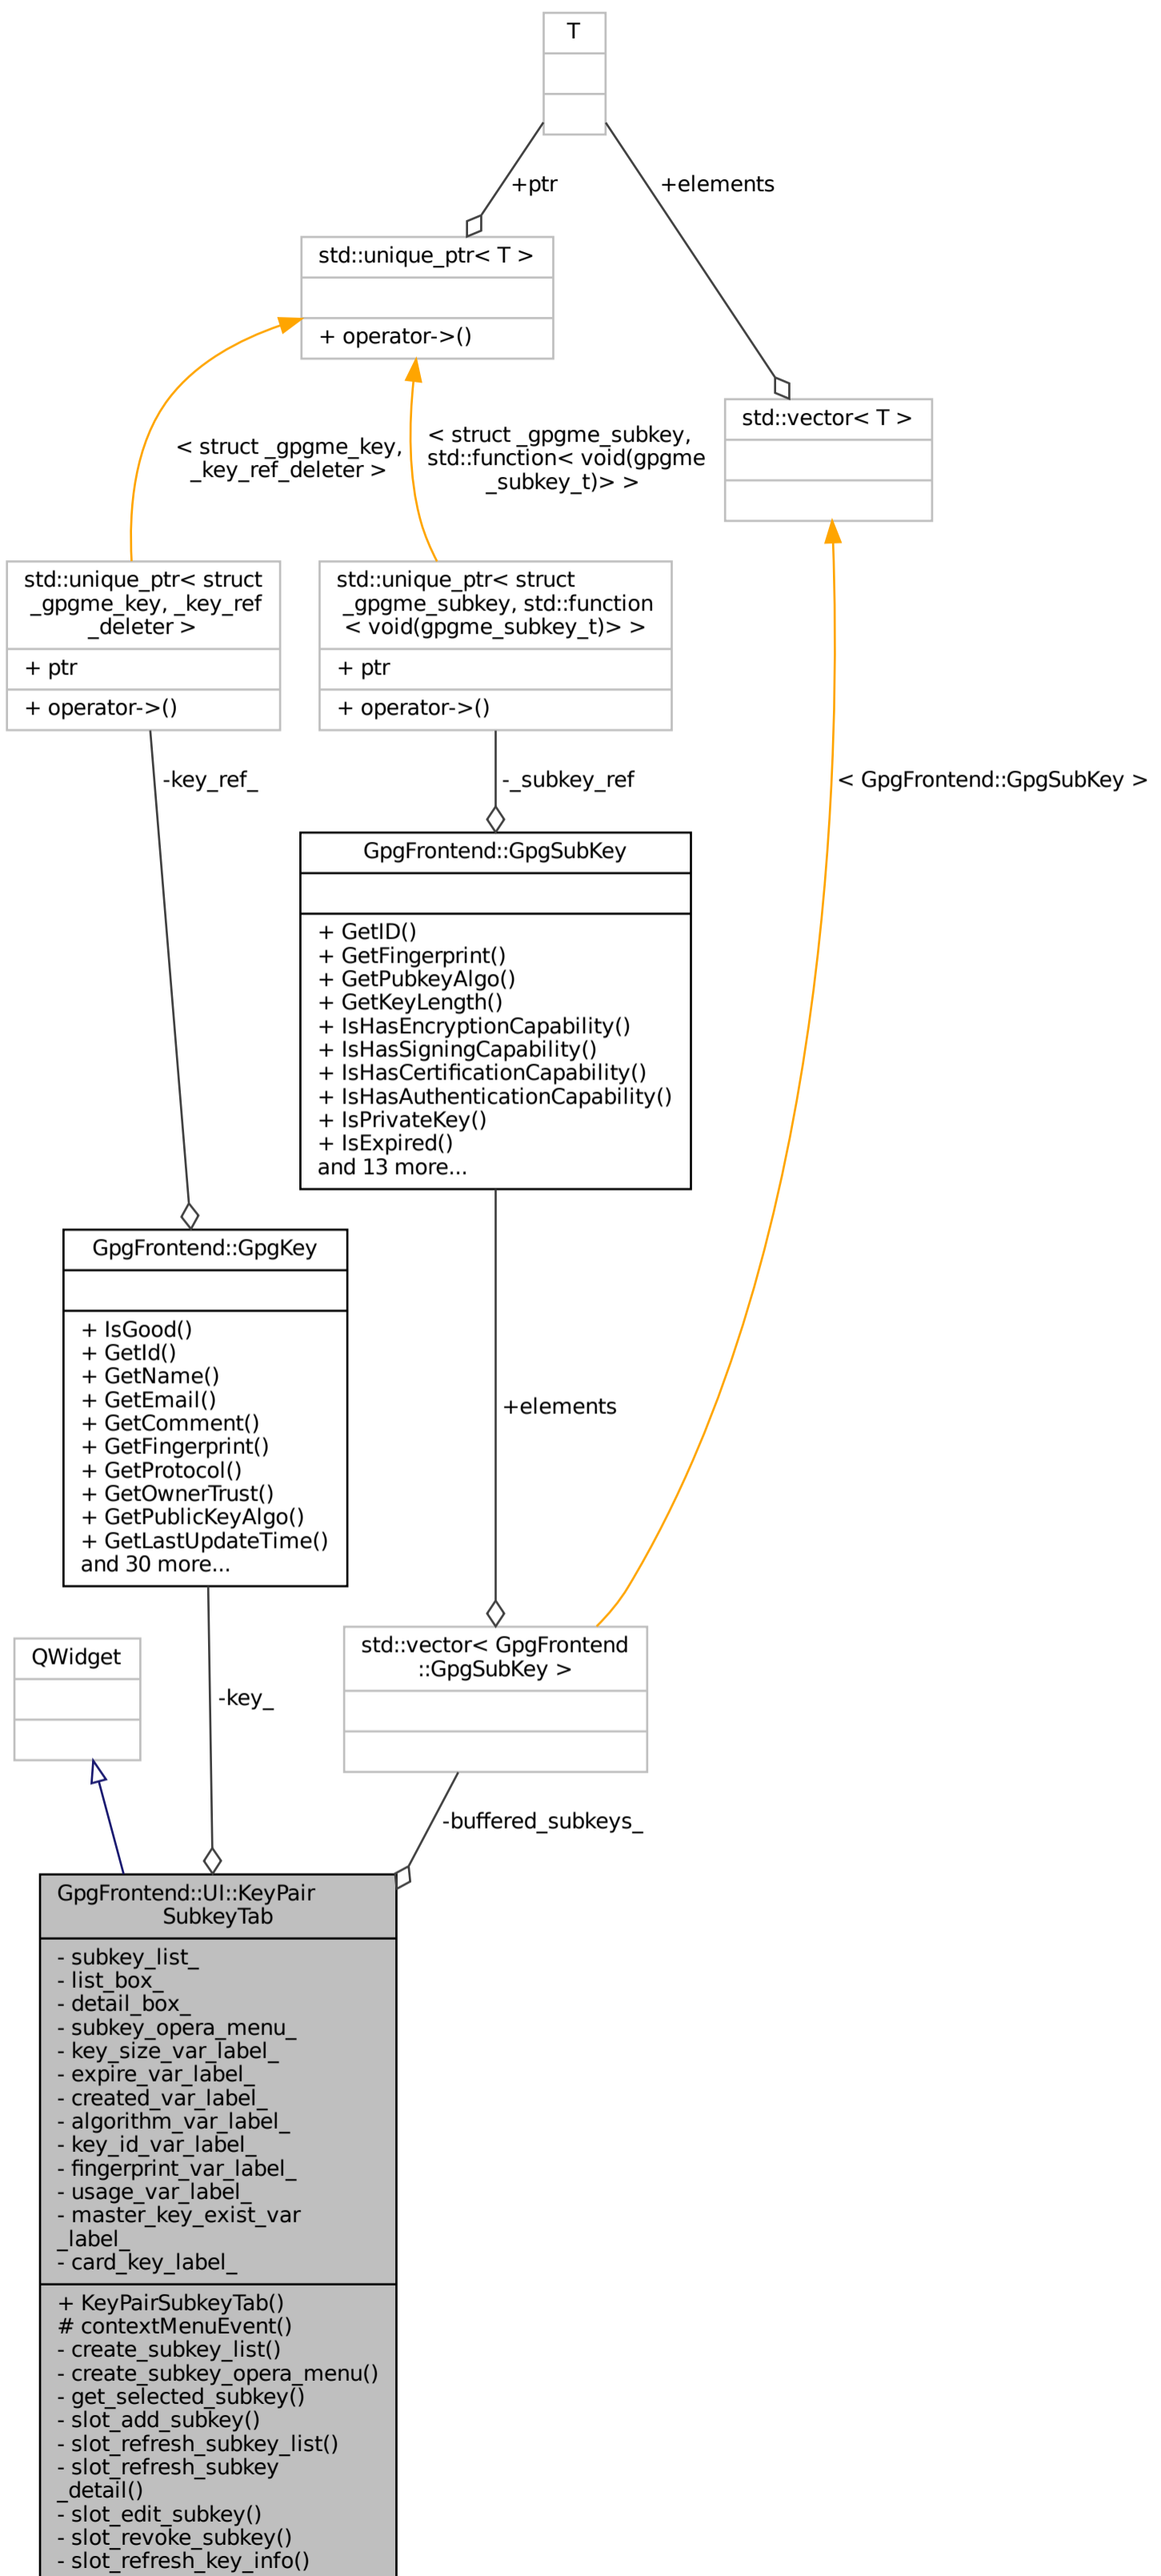 T
+ptr
+elements
std::unique_ptr< T >
+ operator->()
std::vector< T >
< struct _gpgme_key,
_key_ref_deleter >
< struct _gpgme_subkey,
std::function< void(gpgme
_subkey_t)> >
std::unique_ptr< struct
_gpgme_key, _key_ref
_deleter >
+ ptr
+ operator->()
std::unique_ptr< struct
_gpgme_subkey, std::function
< void(gpgme_subkey_t)> >
+ ptr
+ operator->()
-key_ref_
-_subkey_ref
< GpgFrontend::GpgSubKey >
GpgFrontend::GpgSubKey
+ GetID()
+ GetFingerprint()
+ GetPubkeyAlgo()
+ GetKeyLength()
+ IsHasEncryptionCapability()
+ IsHasSigningCapability()
+ IsHasCertificationCapability()
+ IsHasAuthenticationCapability()
+ IsPrivateKey()
+ IsExpired()
and 13 more...
GpgFrontend::GpgKey
+ IsGood()
+ GetId()
+ GetName()
+ GetEmail()
+ GetComment()
+ GetFingerprint()
+ GetProtocol()
+ GetOwnerTrust()
+ GetPublicKeyAlgo()
+ GetLastUpdateTime()
and 30 more...
+elements
QWidget
-key_
std::vector< GpgFrontend
::GpgSubKey >
-buffered_subkeys_
GpgFrontend::UI::KeyPair
SubkeyTab
- subkey_list_
- list_box_
- detail_box_
- subkey_opera_menu_
- key_size_var_label_
- expire_var_label_
- created_var_label_
- algorithm_var_label_
- key_id_var_label_
- fingerprint_var_label_
- usage_var_label_
- master_key_exist_var
_label_
- card_key_label_
+ KeyPairSubkeyTab()
# contextMenuEvent()
- create_subkey_list()
- create_subkey_opera_menu()
- get_selected_subkey()
- slot_add_subkey()
- slot_refresh_subkey_list()
- slot_refresh_subkey
_detail()
- slot_edit_subkey()
- slot_revoke_subkey()
- slot_refresh_key_info()